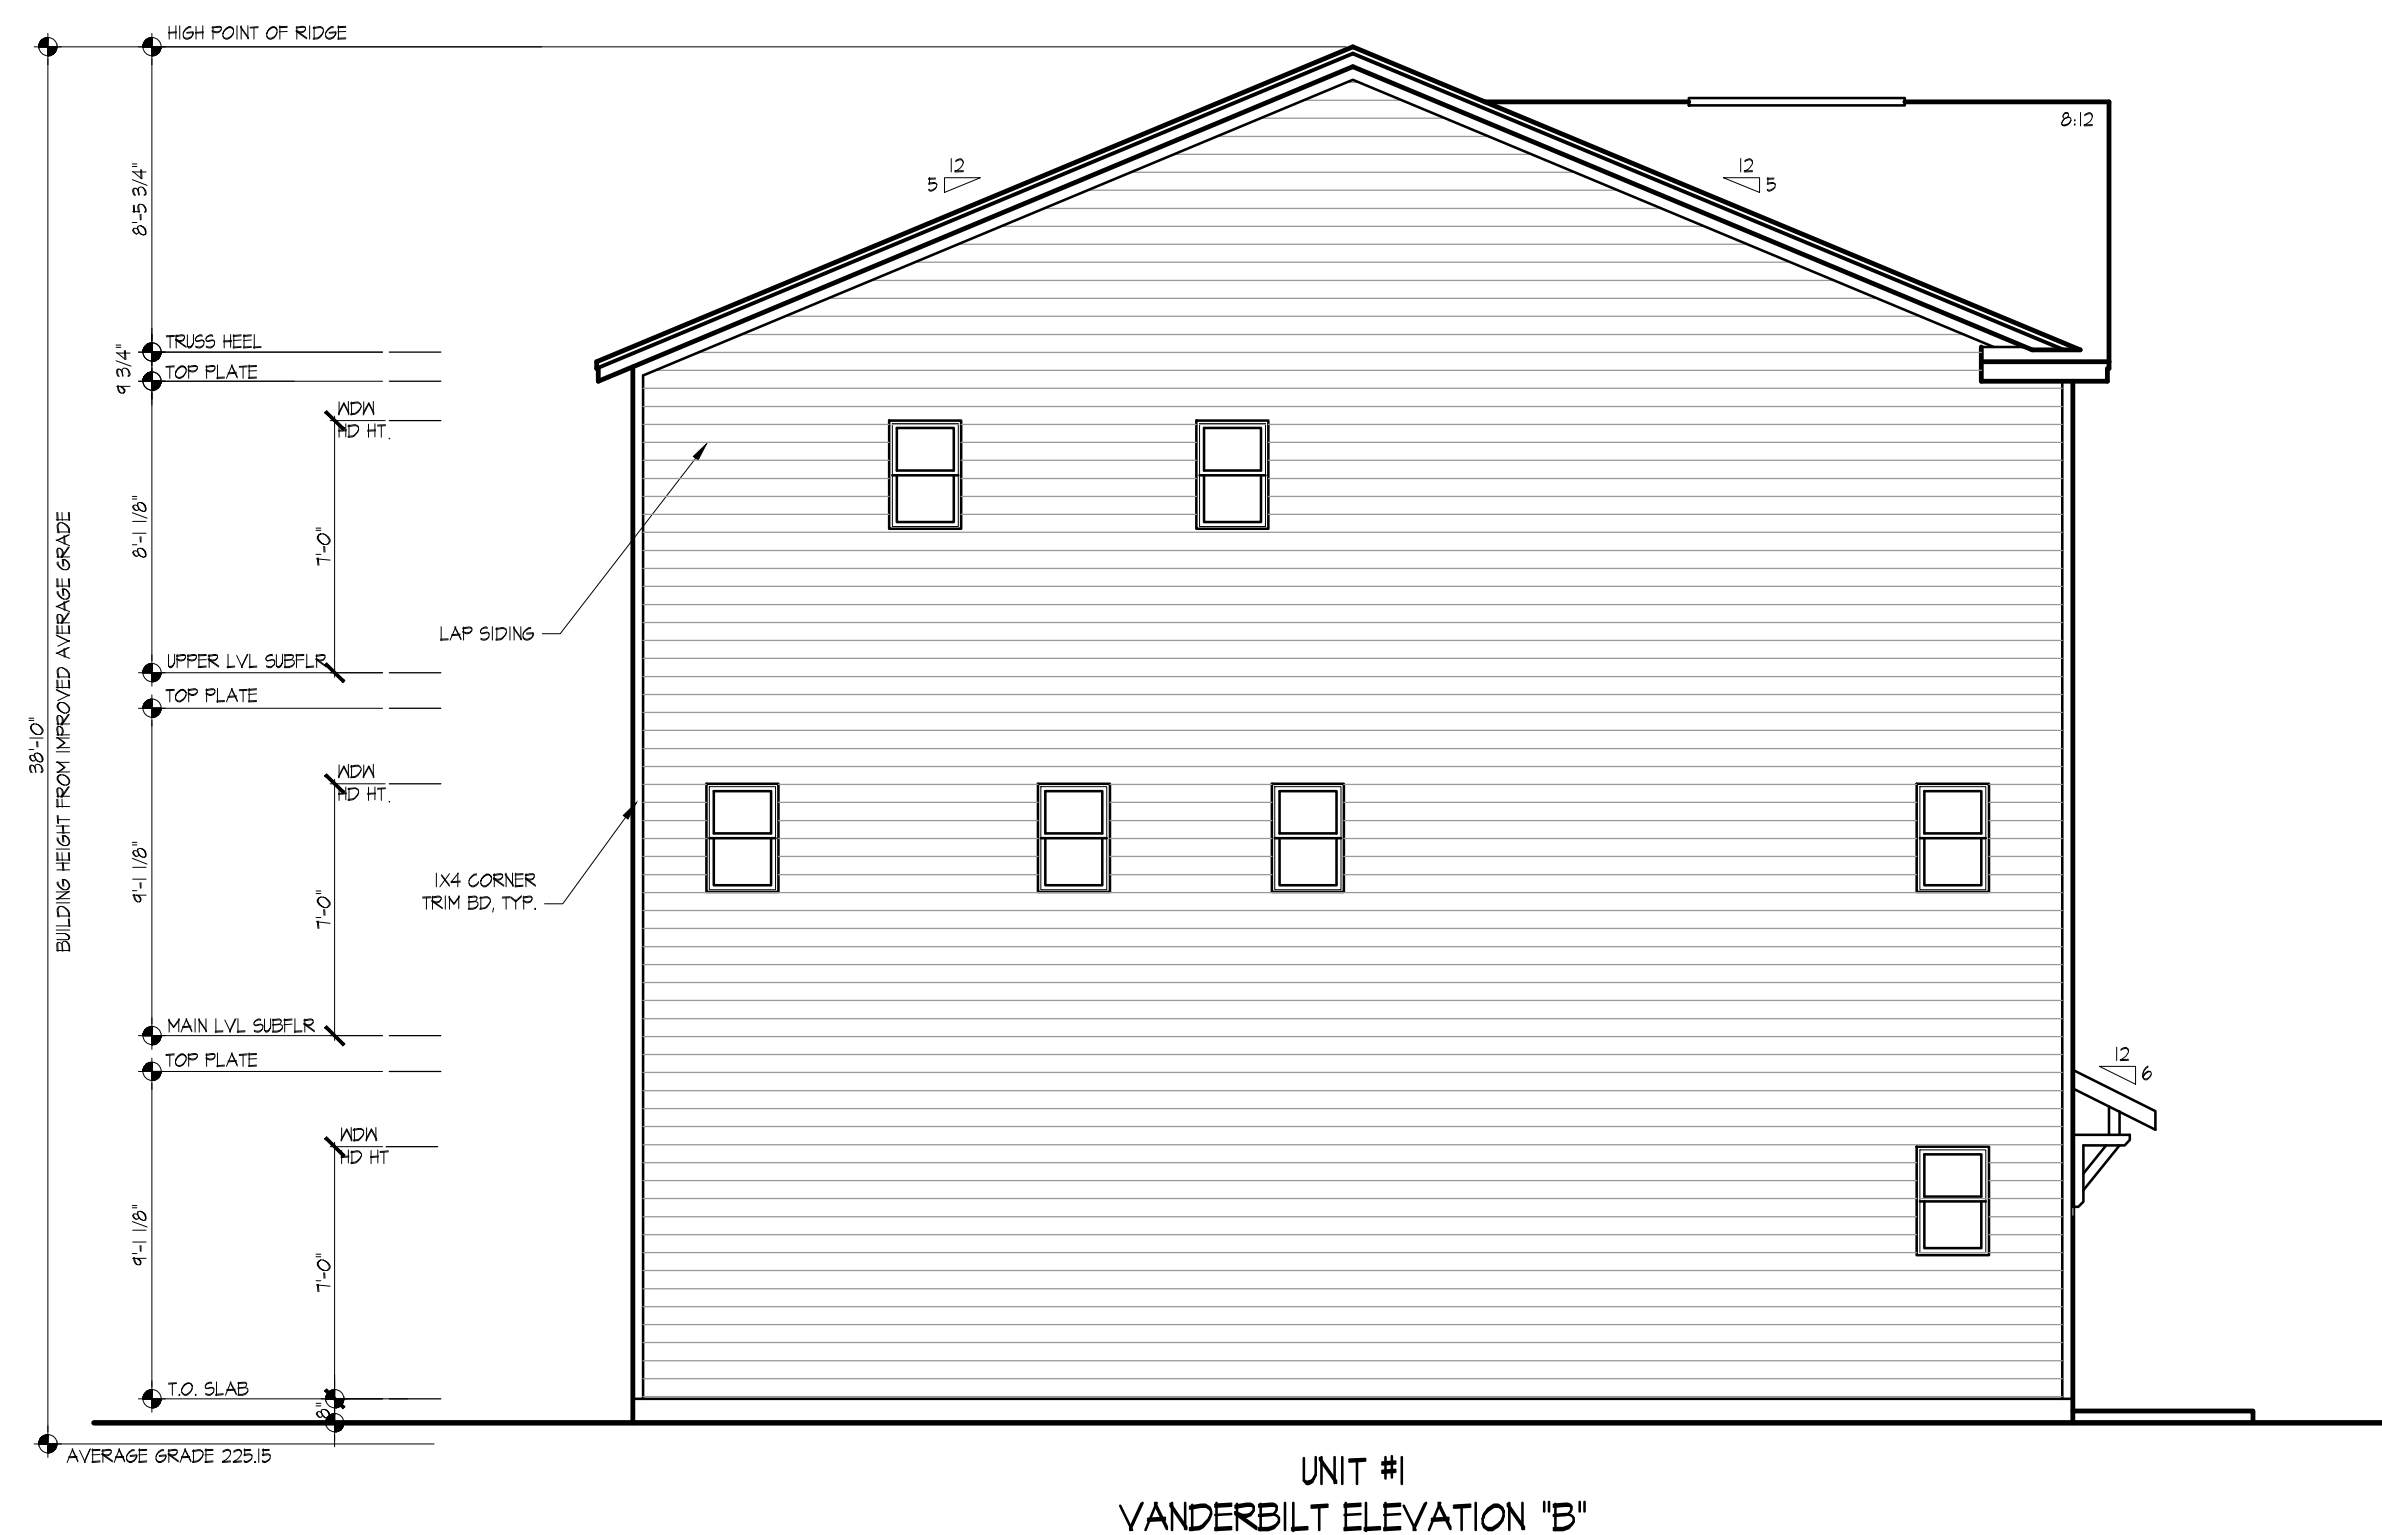 HIGH POINT OF RIDGE
8:12
12
5
12
5
8'-5 3/4"
TRUSS HEEL
9 3/4"
TOP PLATE
WDW
HD HT.
8'-1 1/8"
7'-0"
LAP SIDING
UPPER LVL SUBFLR
TOP PLATE
38'-10"
BUILDING HEIGHT FROM IMPROVED AVERAGE GRADE
WDW
HD HT.
9'-1 1/8"
7'-0"
1X4 CORNER
TRIM BD, TYP.
MAIN LVL SUBFLR
TOP PLATE
12
6
WDW
HD HT
9'-1 1/8"
7'-0"
T.O. SLAB
8"
AVERAGE GRADE 225.15
UNIT #1
VANDERBILT ELEVATION "B"